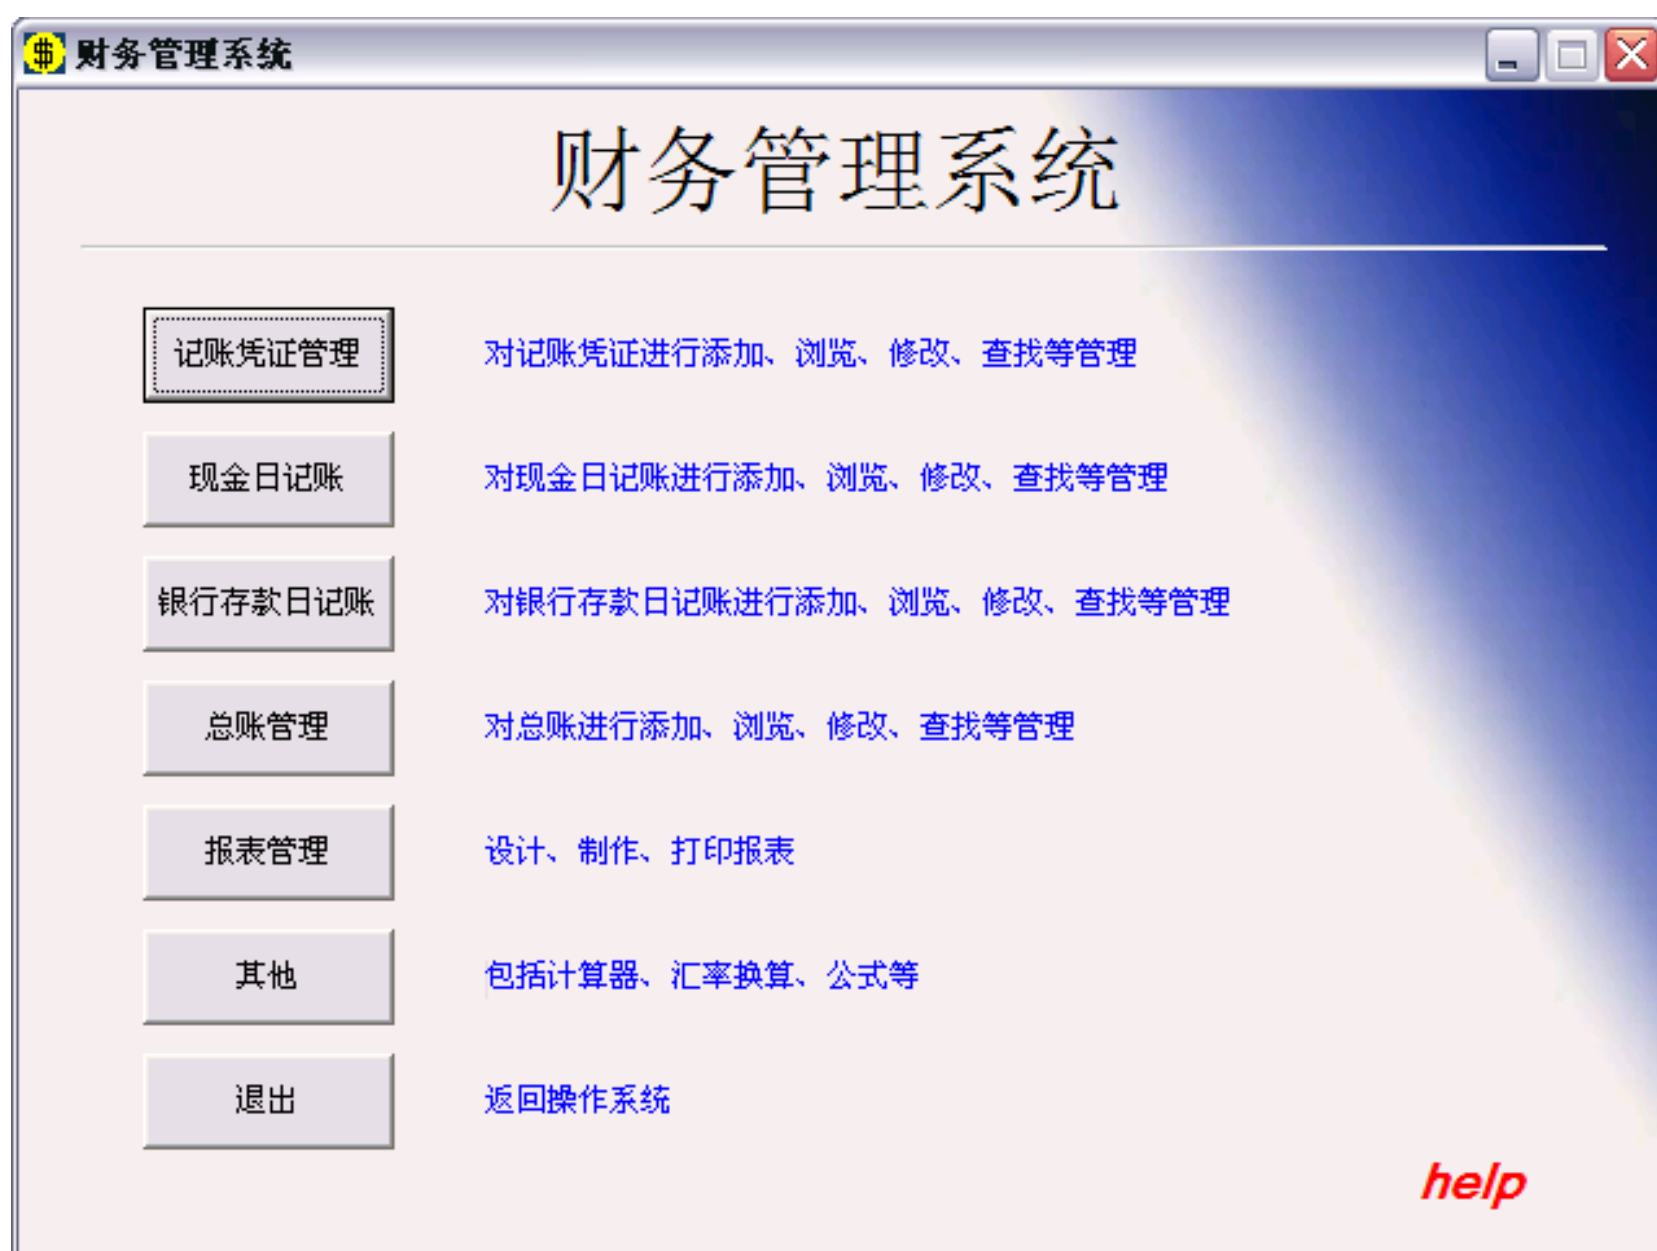 财务管理系统
财务管理系统
记账凭证管理 对记账凭证进行添加、浏览、修改、查找等管理
现金日记账 对现金日记账进行添加、浏览、修改、查找等管理
银行存款日记账 对银行存款日记账进行添加、浏览、修改、查找等管理
总账管理 对总账进行添加、浏览、修改、查找等管理
报表管理 设计、制作、打印报表
其他 包括计算器、汇率换算、公式等
退出 返回操作系统
help